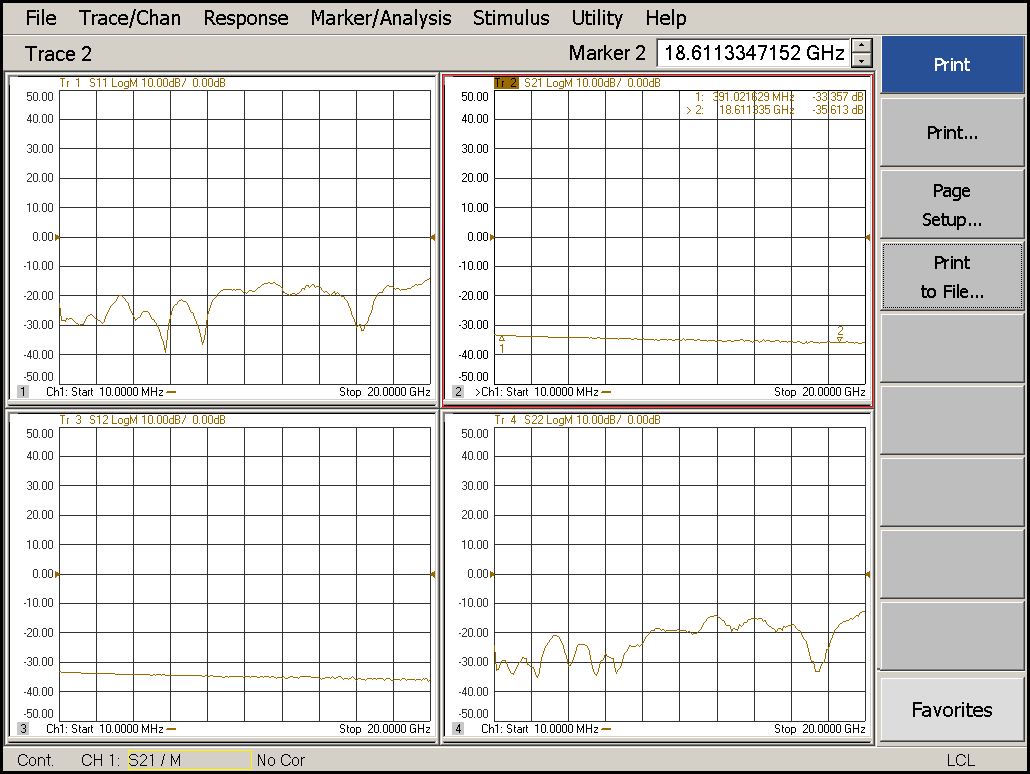 File Trace/Chan Response Marker/Analysis Stimulus Utility Help
Trace 2 Marker 2 18.6113347152 GHz
Print
Print...
Page
Setup...
Print
to File...
Favorites
Tr 1 S11 LogM 10.00dB/ 0.00dB
50.00
40.00
30.00
20.00
10.00
0.00
-10.00
-20.00
-30.00
-40.00
-50.00
1 Ch1: Start 10.0000 MHz Stop 20.0000 GHz
Tr 2 S21 LogM 10.00dB/ 0.00dB
1: 391.021629 MHz -33.357 dB
> 2: 18.611335 GHz -35.613 dB
50.00
40.00
30.00
20.00
10.00
0.00
-10.00
-20.00
-30.00
-40.00
-50.00
1
2
2 >Ch1: Start 10.0000 MHz Stop 20.0000 GHz
Tr 3 S12 LogM 10.00dB/ 0.00dB
50.00
40.00
30.00
20.00
10.00
0.00
-10.00
-20.00
-30.00
-40.00
-50.00
3 Ch1: Start 10.0000 MHz Stop 20.0000 GHz
Tr 4 S22 LogM 10.00dB/ 0.00dB
50.00
40.00
30.00
20.00
10.00
0.00
-10.00
-20.00
-30.00
-40.00
-50.00
4 Ch1: Start 10.0000 MHz Stop 20.0000 GHz
Cont. CH 1: S21 / M No Cor LCL